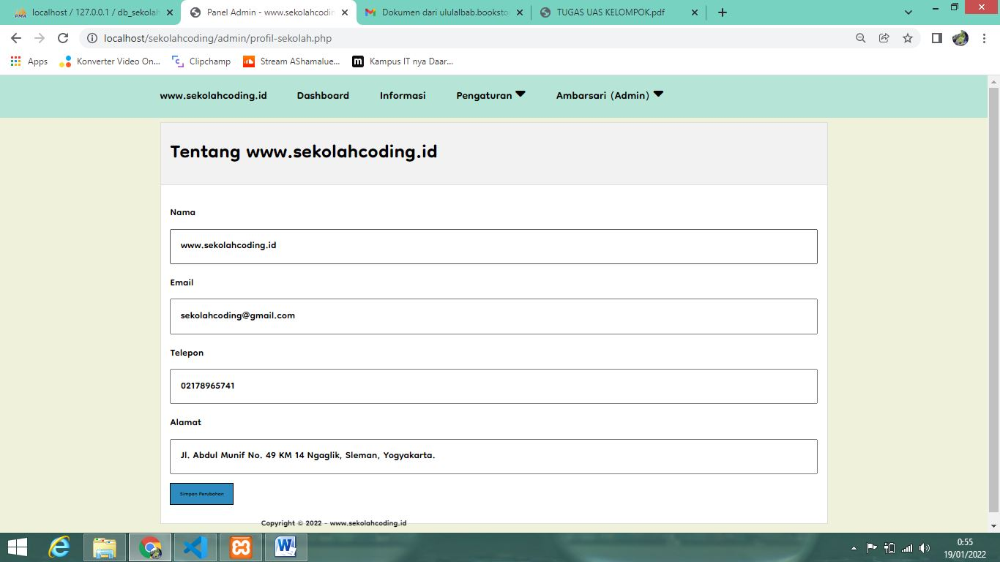 localhost / 127.0.0.1 / db_sekolah
Panel Admin - www.sekolahcodin
Dokumen dari ululalbab.booksto
TUGAS UAS KELOMPOK.pdf
localhost/sekolahcoding/admin/profil-sekolah.php
Apps
Konverter Video On...
Clipchamp
Stream AShamalue...
Kampus IT nya Daar...
www.sekolahcoding.id Dashboard Informasi Pengaturan Ambarsari (Admin)
Tentang www.sekolahcoding.id
Nama
www.sekolahcoding.id
Email
sekolahcoding@gmail.com
Telepon
02178965741
Alamat
Jl. Abdul Munif No. 49 KM 14 Ngaglik, Sleman, Yogyakarta.
Simpan Perubahan
Copyright © 2022 - www.sekolahcoding.id
0:55
19/01/2022